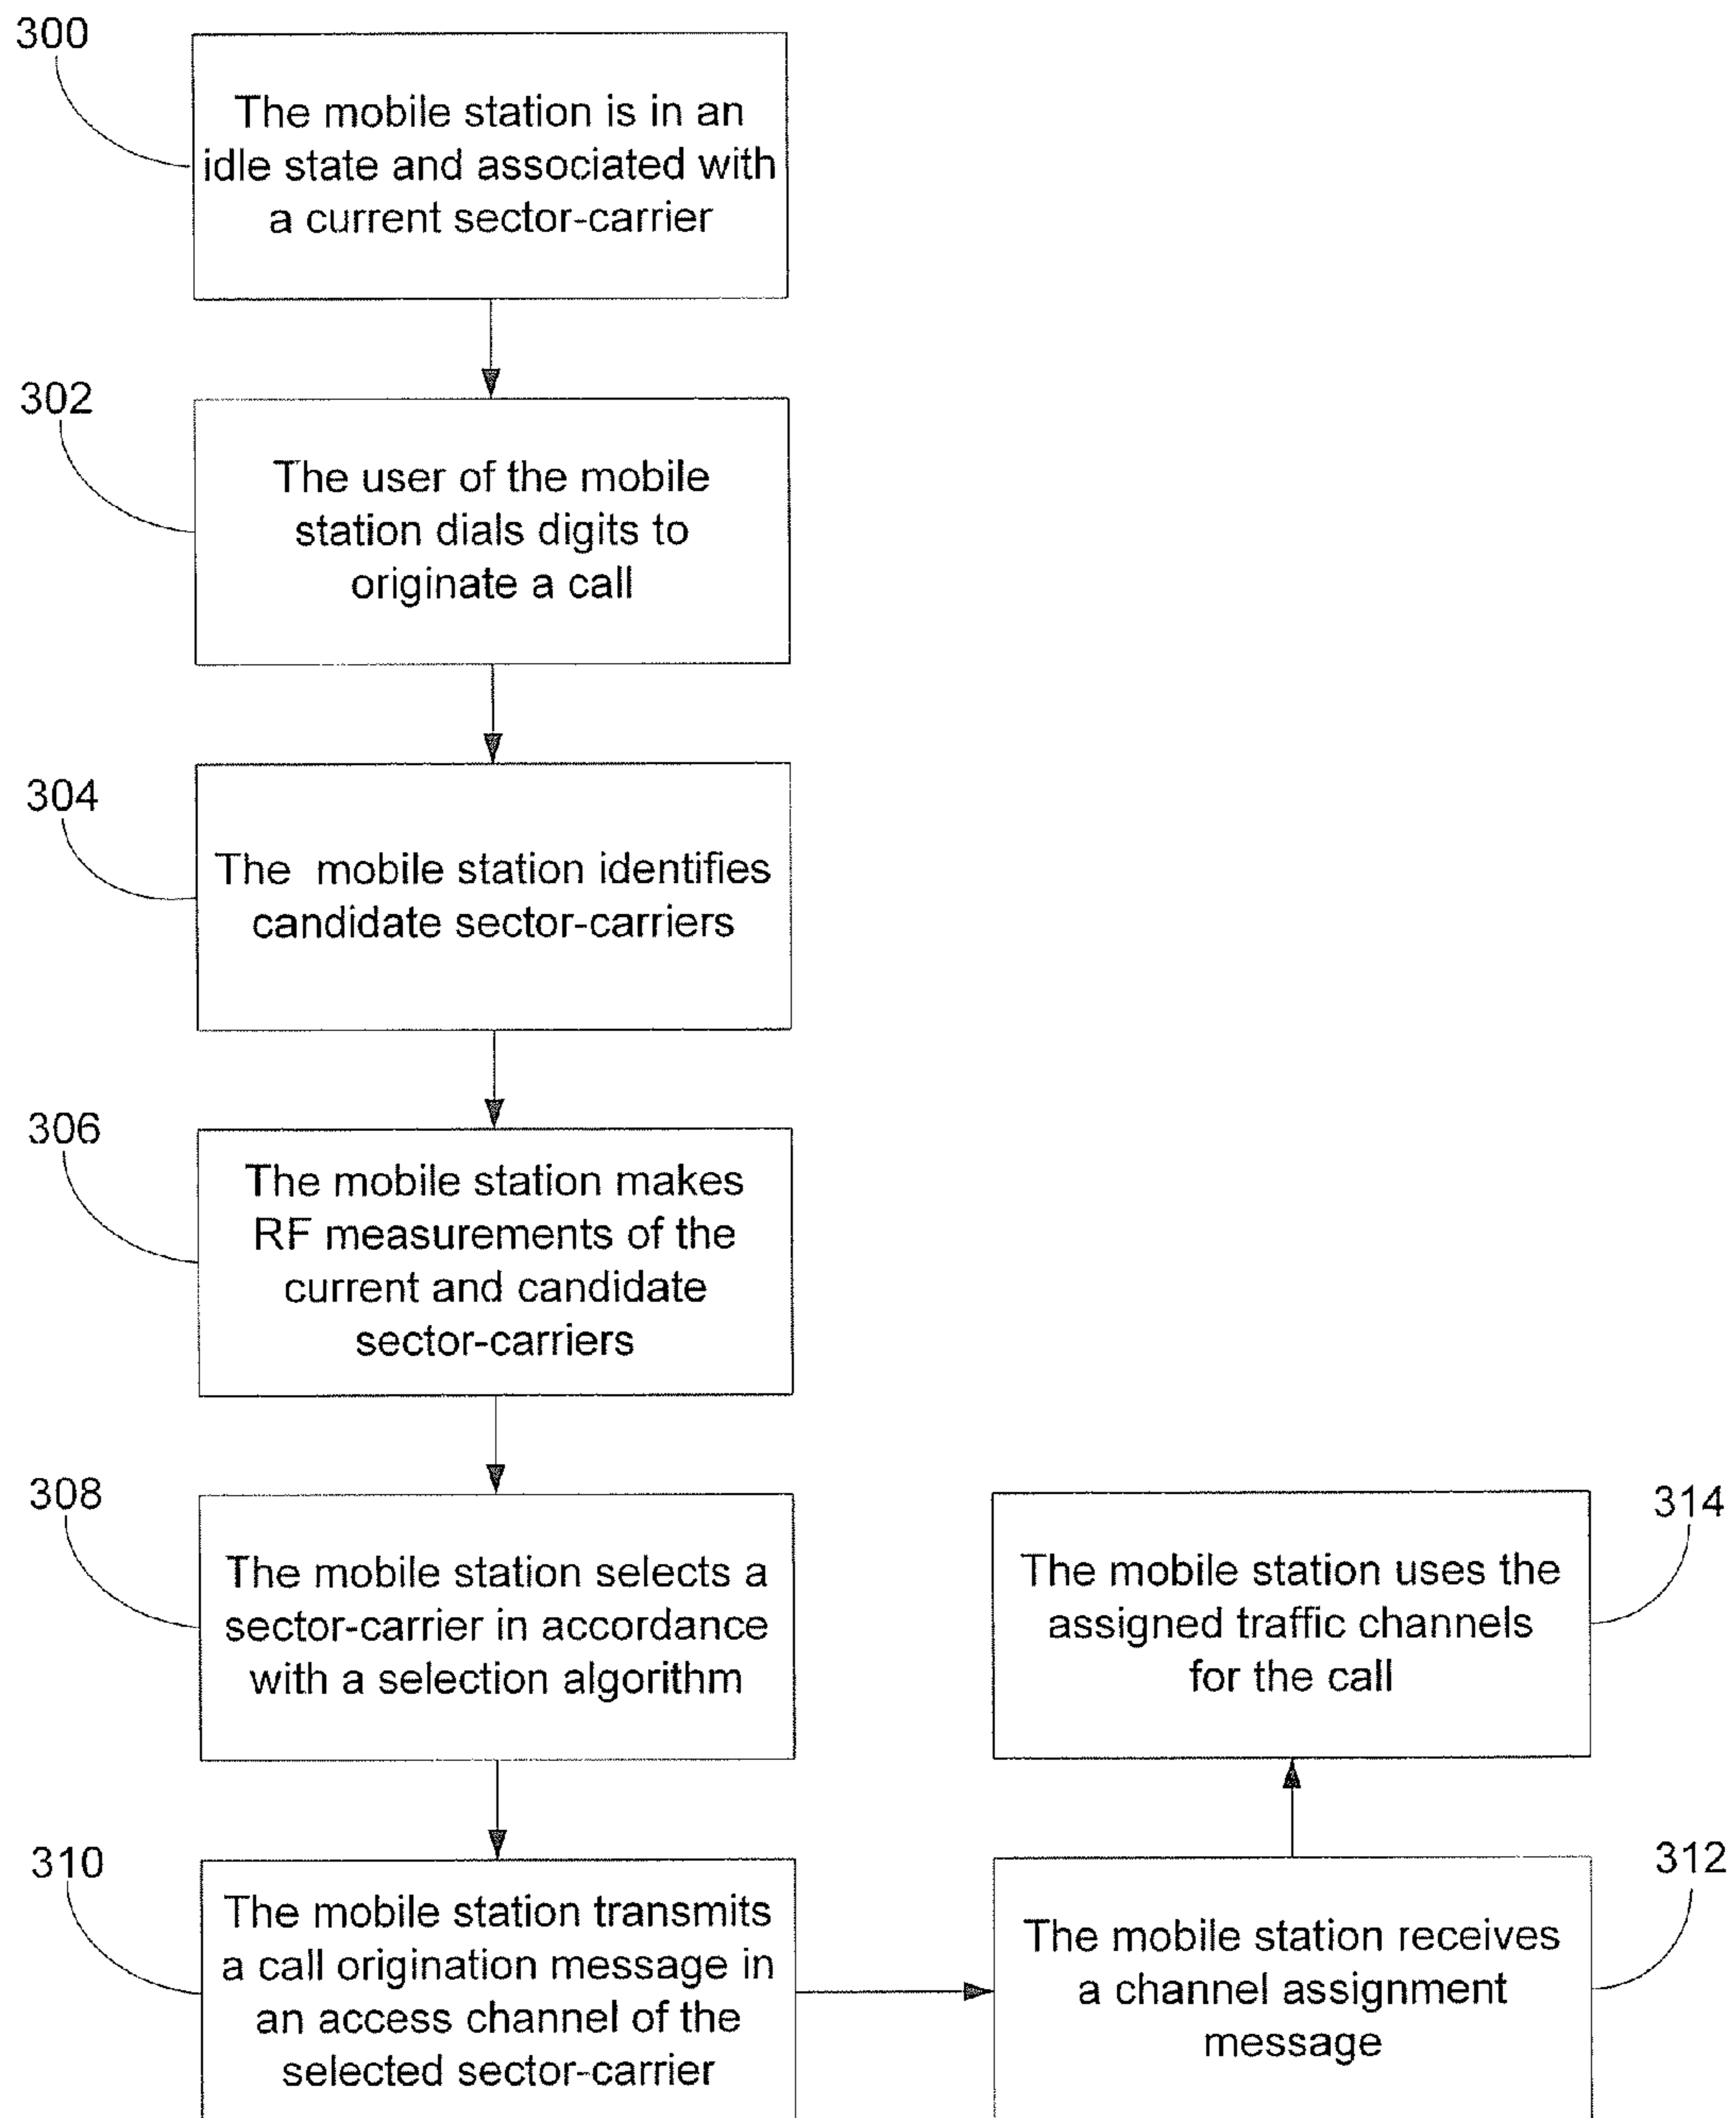 300
The mobile station is in an
idle state and associated with
a current sector-carrier
302
The user of the mobile
station dials digits to
originate a call
304
The mobile station identifies
candidate sector-carriers
306
The mobile station makes
RF measurements of the
current and candidate
sector-carriers
308
The mobile station selects a
sector-carrier in accordance
with a selection algorithm
310
The mobile station transmits
a call origination message in
an access channel of the
selected sector-carrier
312
The mobile station receives
a channel assignment
message
314
The mobile station uses the
assigned traffic channels
for the call